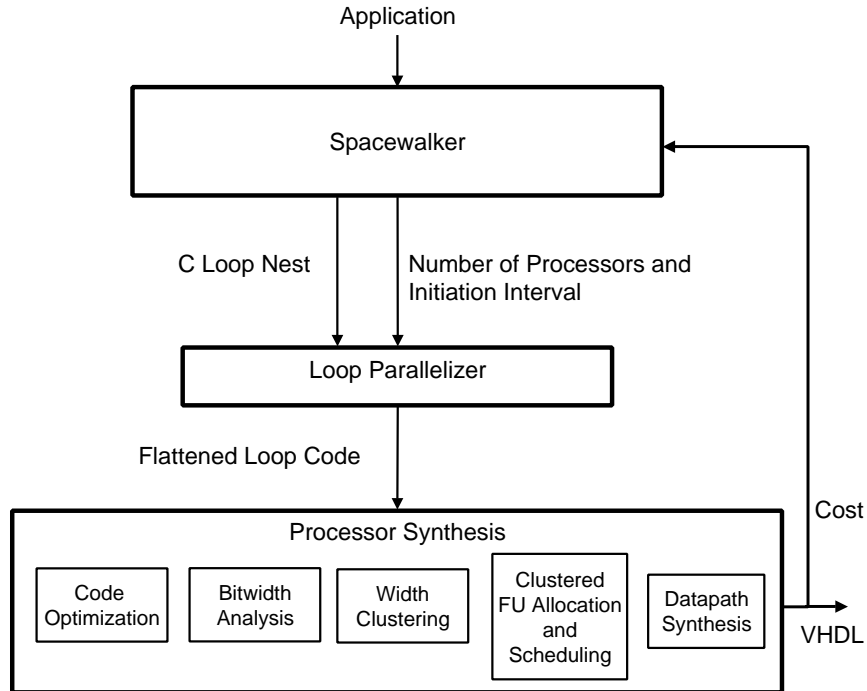 Application
Spacewalker
C Loop Nest
Number of Processors and
Initiation Interval
Loop Parallelizer
Flattened Loop Code
Cost
Processor Synthesis
Code
Optimization
Bitwidth
Analysis
Width
Clustering
Clustered
FU Allocation
and
Scheduling
Datapath
Synthesis
VHDL